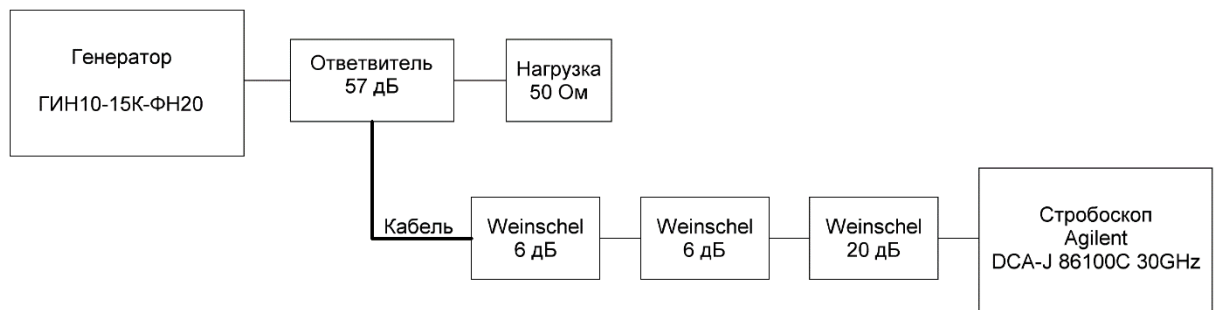 Генератор
ГИН10-15К-ФН20
Ответвитель
57 дБ
Нагрузка
50 Ом
Кабель
Weinschel
6 дБ
Weinschel
6 дБ
Weinschel
20 дБ
Стробоскоп
Agilent
DCA-J 86100C 30GHz